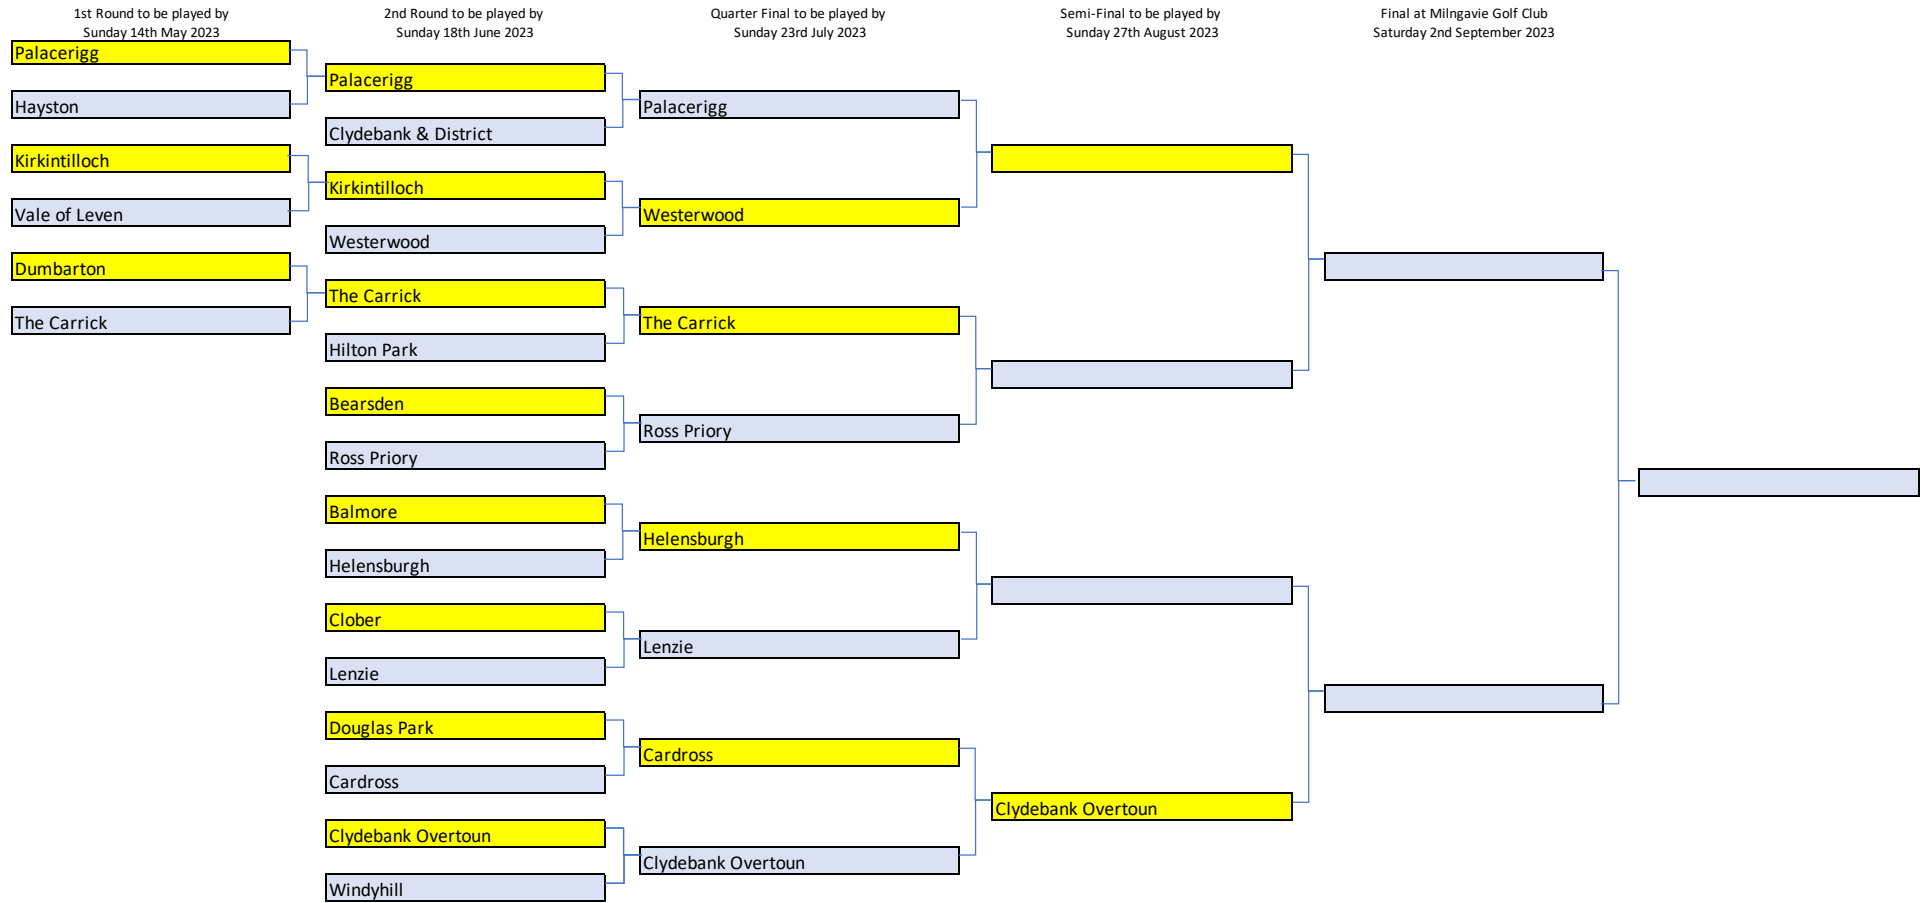 1st Round to be played by
Sunday 14th May 2023
2nd Round to be played by
Sunday 18th June 2023
Quarter Final to be played by
Sunday 23rd July 2023
Semi-Final to be played by
Sunday 27th August 2023
Final at Milngavie Golf Club
Saturday 2nd September 2023
Palacerigg
Hayston
Kirkintilloch
Vale of Leven
Dumbarton
The Carrick
Palacerigg
Clydebank & District
Kirkintilloch
Westerwood
The Carrick
Hilton Park
Bearsden
Ross Priory
Balmore
Helensburgh
Clober
Lenzie
Douglas Park
Cardross
Clydebank Overtoun
Windyhill
Palacerigg
Westerwood
The Carrick
Ross Priory
Helensburgh
Lenzie
Cardross
Clydebank Overtoun
Clydebank Overtoun